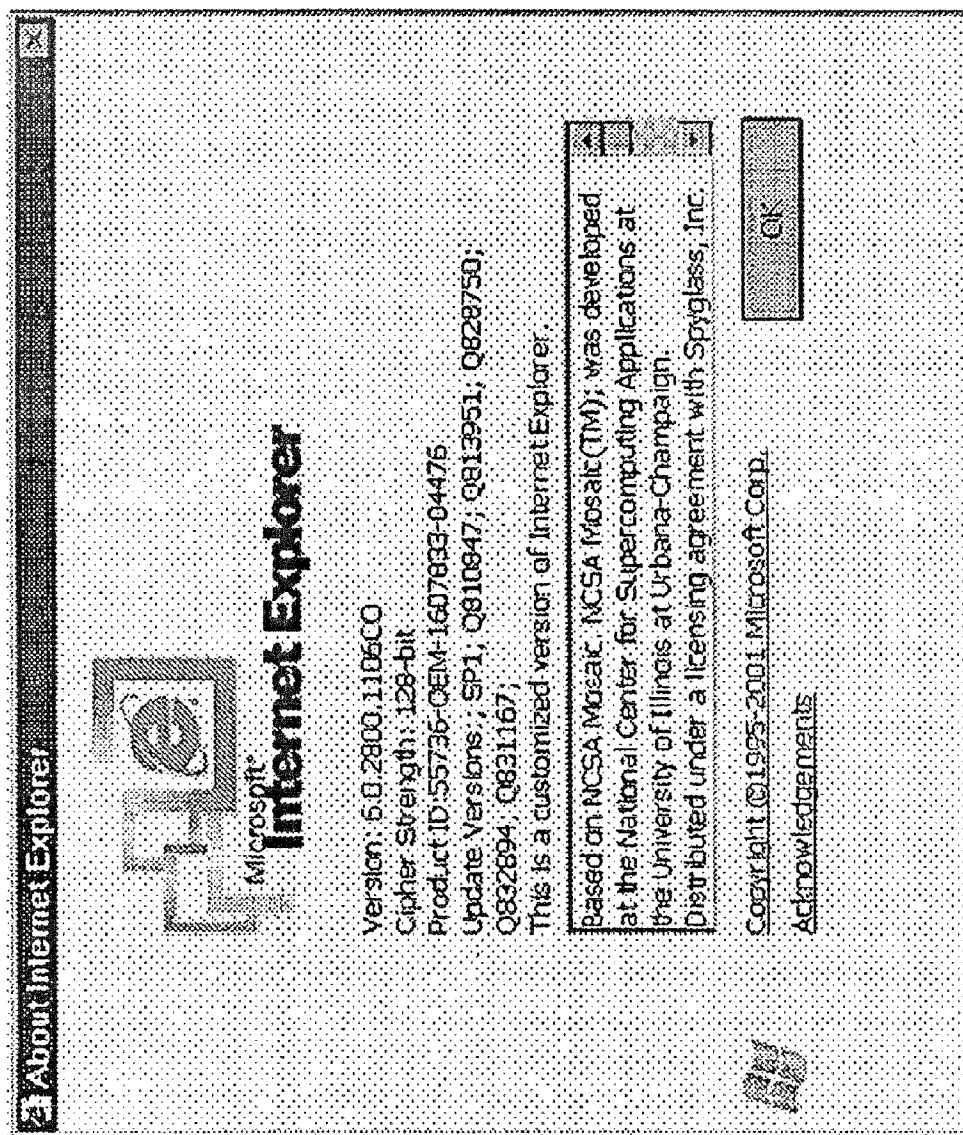 About Internet Explorer
Microsoft®
Internet Explorer
Version: 6.0.2800.1106CO
Cipher Strength: 128-bit
Product ID:55736-OEM-1607833-04476
Update Versions:; SP1; Q810847; Q813951; Q828750;
Q832894; Q831167;
This is a customized version of Internet Explorer.
Based on NCSA Mosaic. NCSA Mosaic(TM); was developed
at the National Center for Supercomputing Applications at
the University of Illinois at Urbana-Champaign.
Distributed under a licensing agreement with Spyglass, Inc.
Copyright ©1995-2001 Microsoft Corp.
OK
Acknowledgements